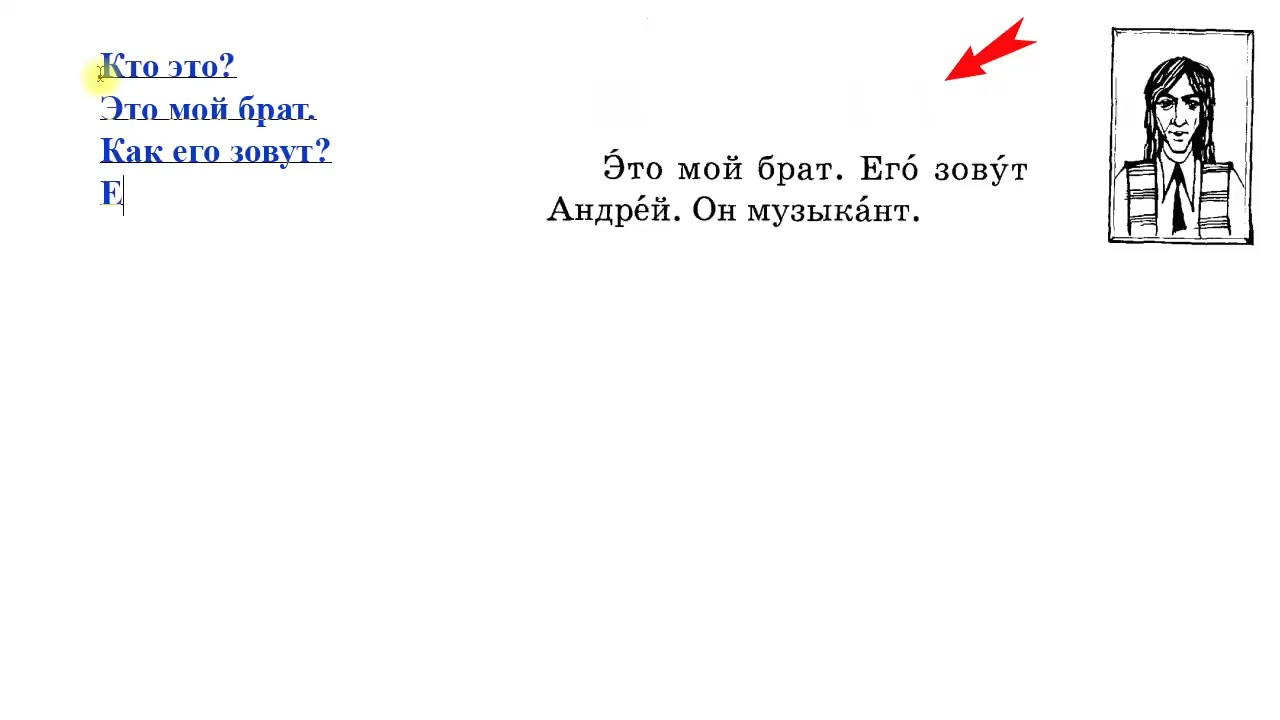 Кто это?
Это мой брат.
Как его зовут?
Е
Э́то мой брат. Его́ зову́т
Андре́й. Он музыка́нт.